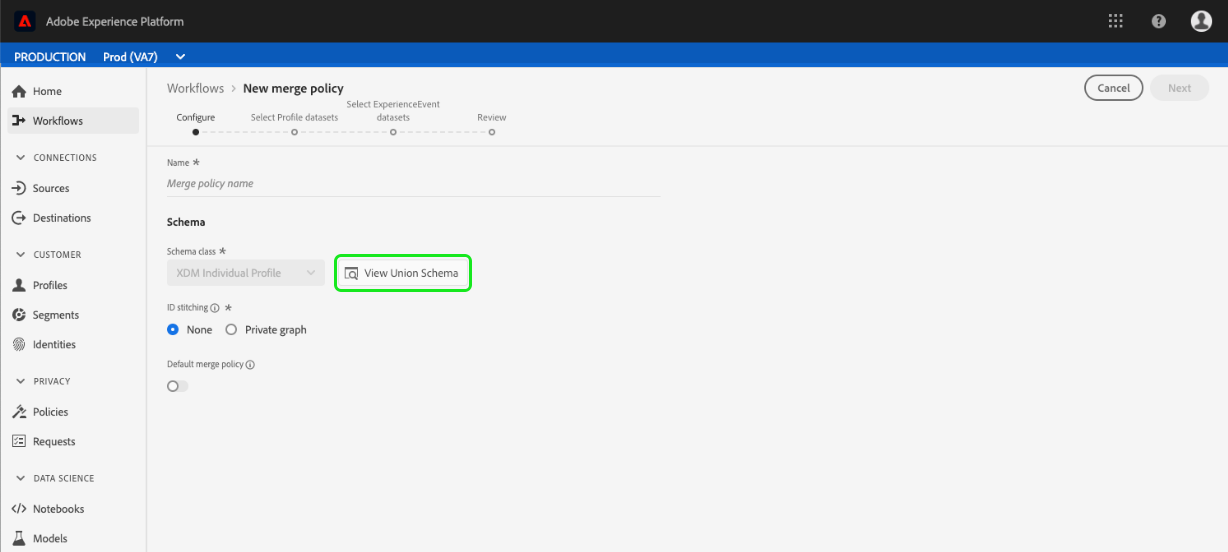 Adobe Experience Platform
PRODUCTION Prod (VA7)
Home
Workflows
CONNECTIONS
Sources
Destinations
CUSTOMER
Profiles
Segments
Identities
PRIVACY
Policies
Requests
DATA SCIENCE
Notebooks
Models
Workflows > New merge policy
Cancel
Next
Configure
Select Profile datasets
Select ExperienceEvent
datasets
Review
Name *
Merge policy name
Schema
Schema class *
XDM Individual Profile
View Union Schema
ID stitching *
None
Private graph
Default merge policy